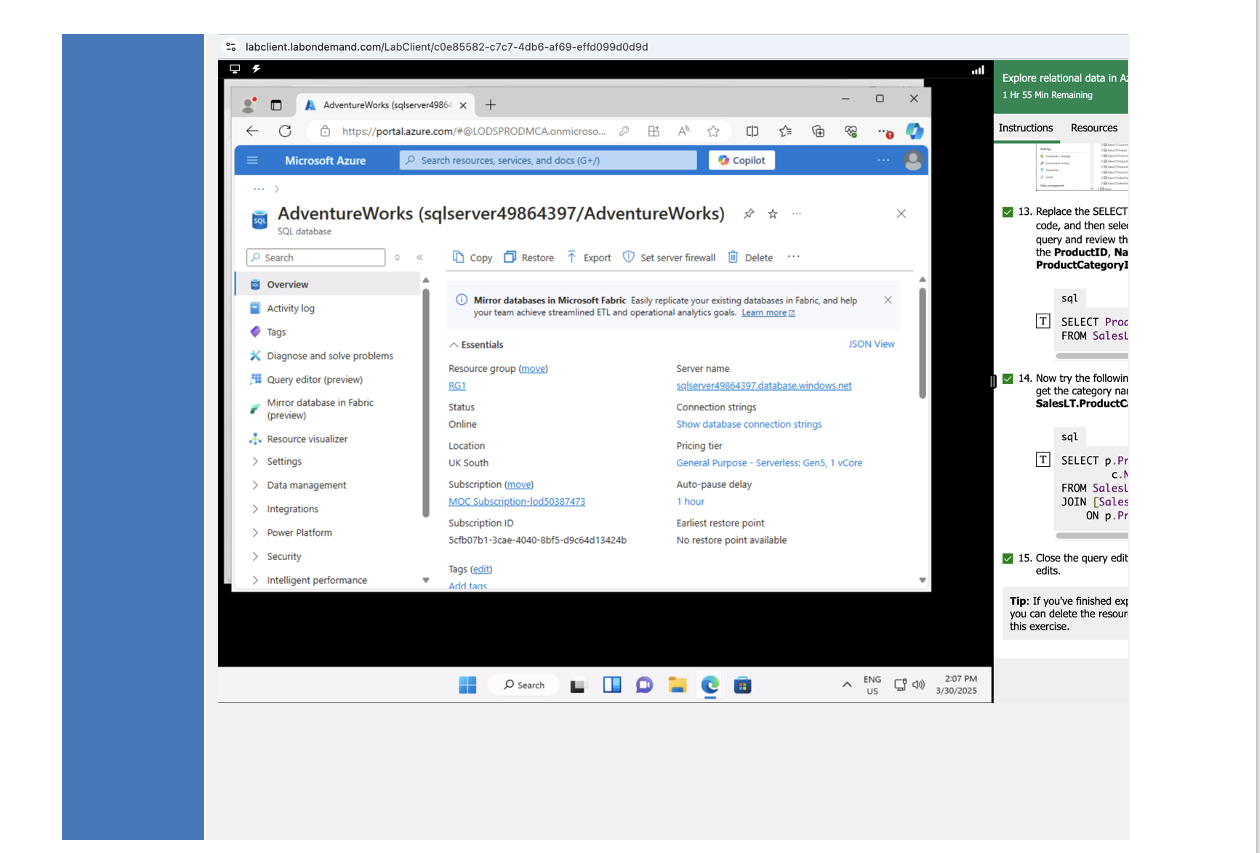 labclient.labondemand.com/LabClient/c0e85582-c7c7-4db6-af69-effd099d0d9d
Explore relational data in Az
1 Hr 55 Min Remaining
Instructions Resources
AdventureWorks (sqlserver4986
https://portal.azure.com/#@LODSPRODMCA.onmicroso...
Microsoft Azure
Search resources, services, and docs (G+/)
Copilot
AdventureWorks (sqlserver49864397/AdventureWorks)
SQL database
Search
Copy Restore Export Set server firewall Delete
Overview
Activity log
Tags
Diagnose and solve problems
Query editor (preview)
Mirror database in Fabric
(preview)
Resource visualizer
Settings
Data management
Integrations
Power Platform
Security
Intelligent performance
Mirror databases in Microsoft Fabric Easily replicate your existing databases in Fabric, and help
your team achieve streamlined ETL and operational analytics goals. Learn more
Essentials
JSON View
Resource group (move)
RG1
Status
Online
Location
UK South
Subscription (move)
MOC Subscription-lod50387473
Subscription ID
5cfb07b1-3cae-4040-8bf5-d9c64d13424b
Tags (edit)
Add tags
Server name
sqlserver49864397.database.windows.net
Connection strings
Show database connection strings
Pricing tier
General Purpose - Serverless: Gen5, 1 vCore
Auto-pause delay
1 hour
Earliest restore point
No restore point available
13. Replace the SELECT
code, and then sele
query and review th
the ProductID, Na
ProductCategoryI
sql
SELECT Prod
FROM SalesL
14. Now try the followin
get the category na
SalesLT.ProductCa
sql
SELECT p.Pr
c.N
FROM SalesL
JOIN [Sales
ON p.Pr
15. Close the query edit
edits.
Tip: If you've finished exp
you can delete the resour
this exercise.
Search
ENG
US
2:07 PM
3/30/2025